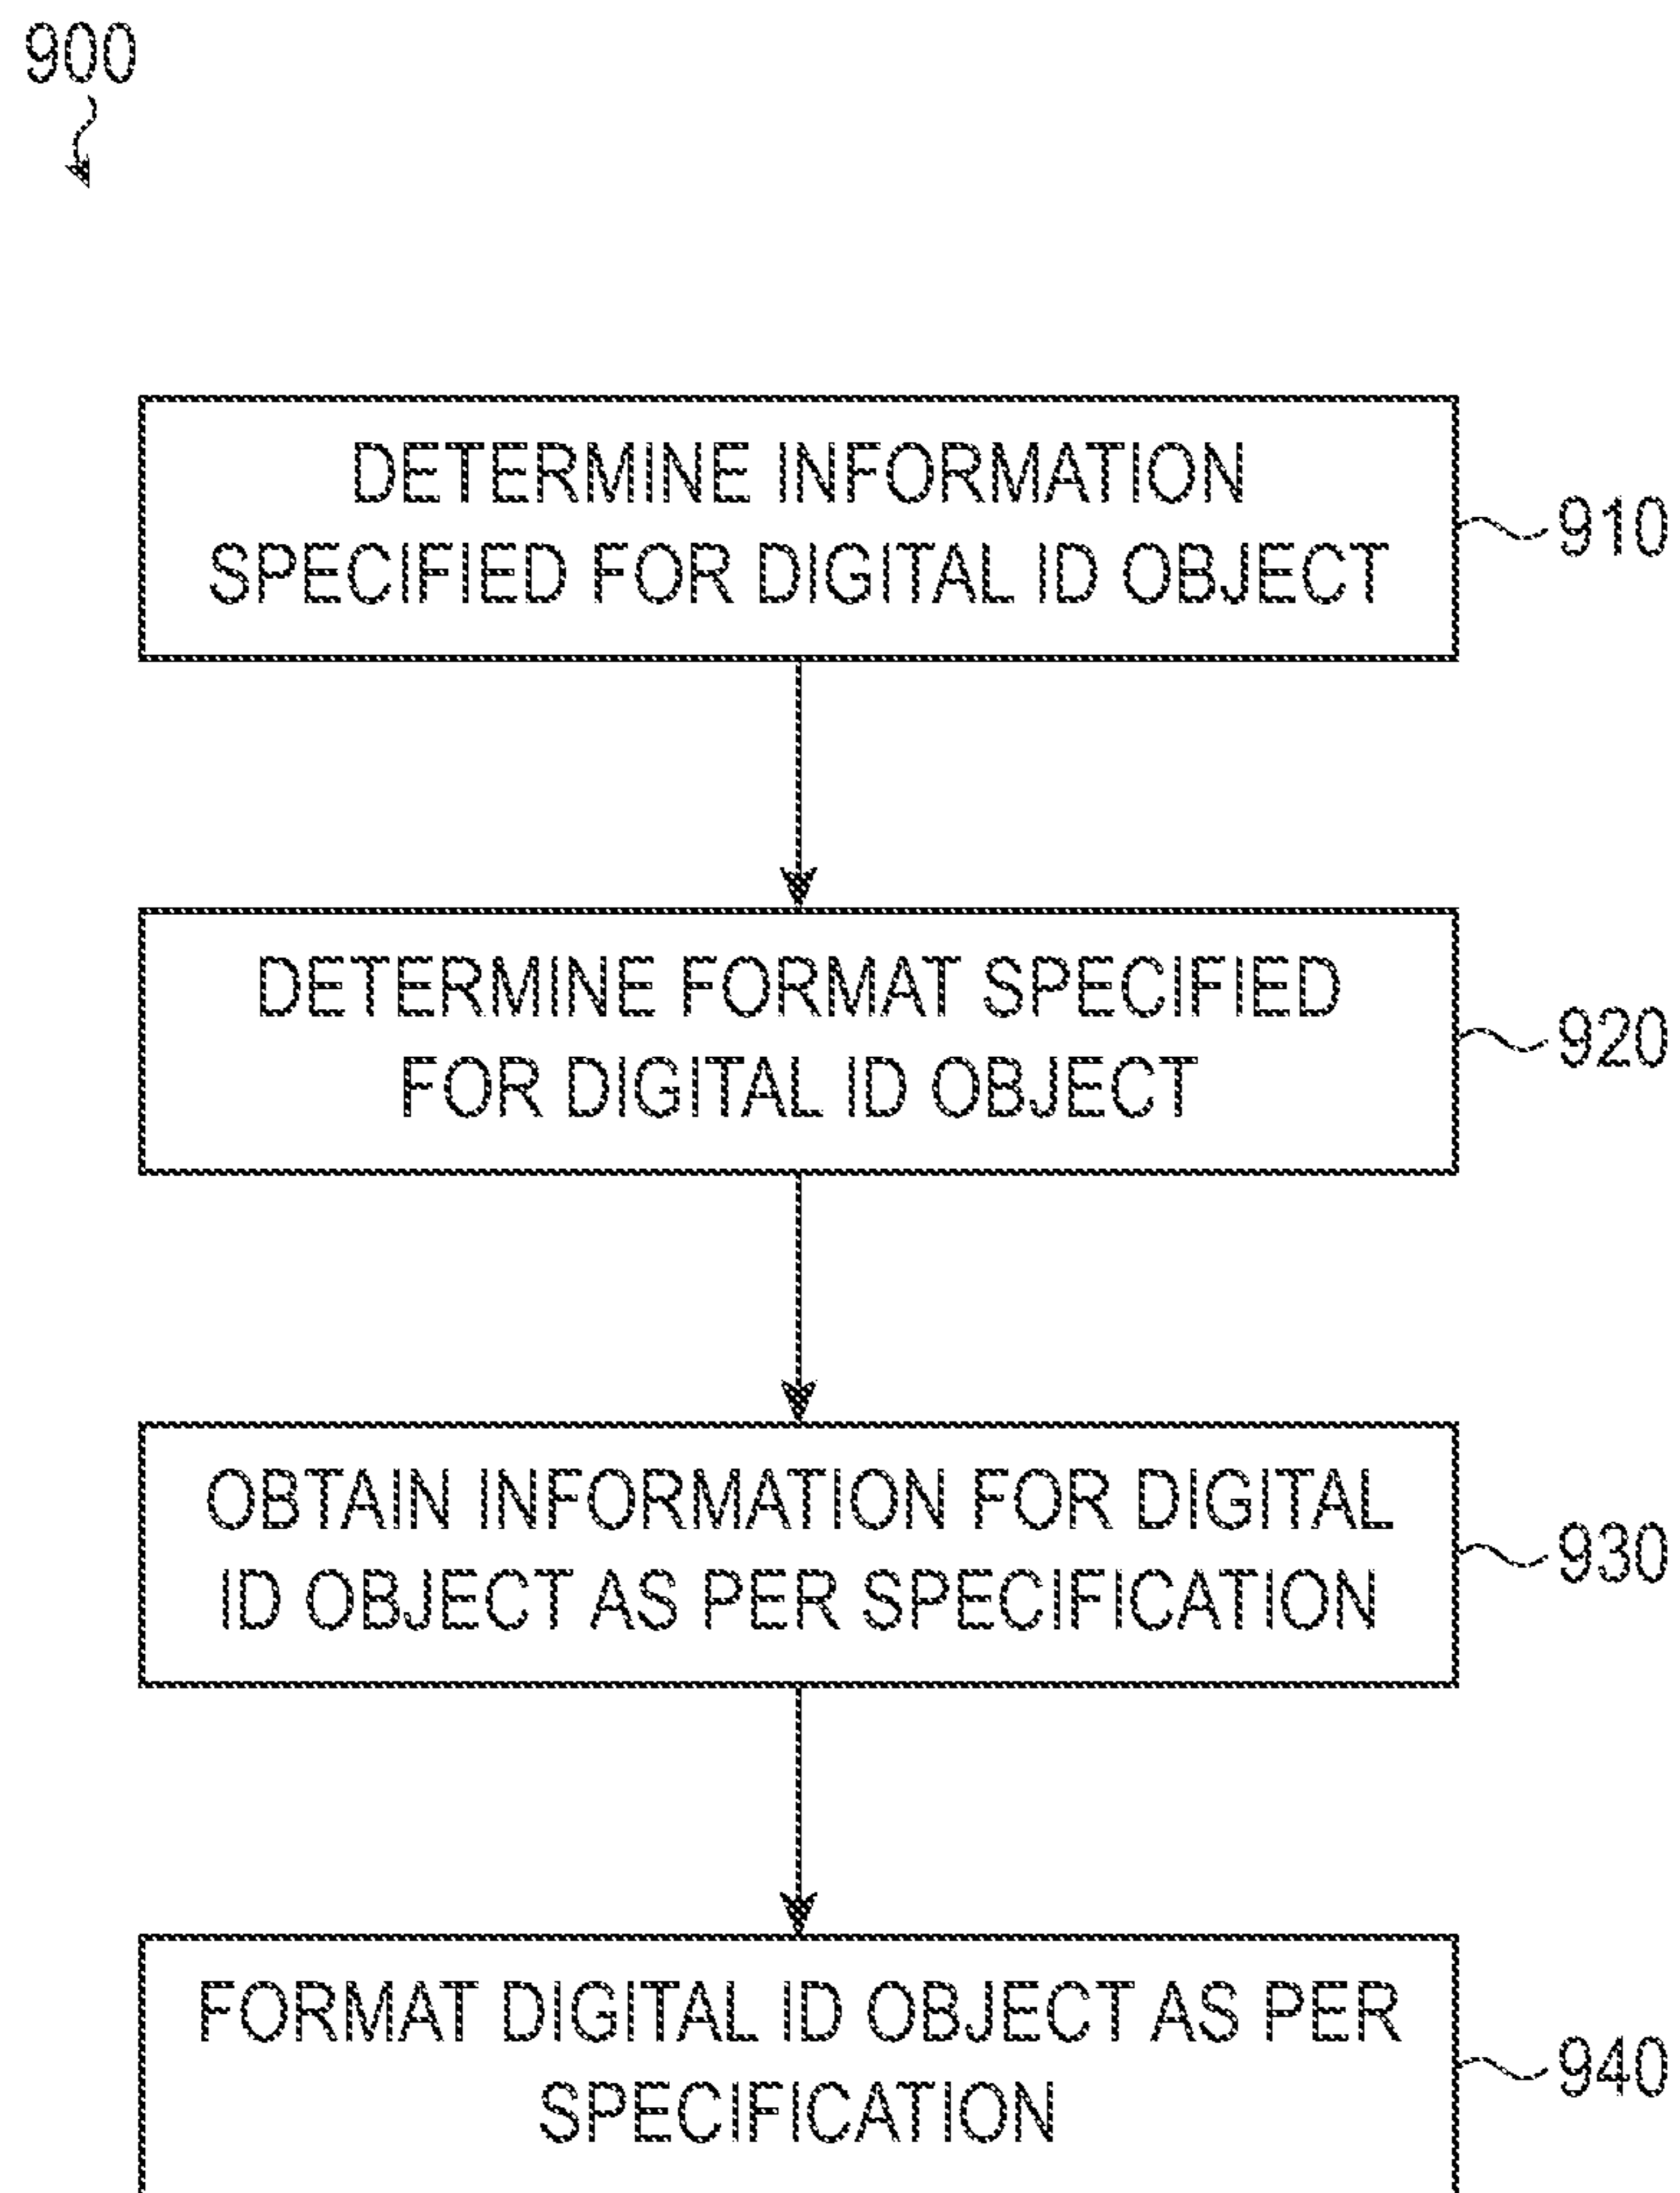 900
DETERMINE INFORMATION
SPECIFIED FOR DIGITAL ID OBJECT
910
DETERMINE FORMAT SPECIFIED
FOR DIGITAL ID OBJECT
920
OBTAIN INFORMATION FOR DIGITAL
ID OBJECT AS PER SPECIFICATION
930
FORMAT DIGITAL ID OBJECT AS PER
SPECIFICATION
940